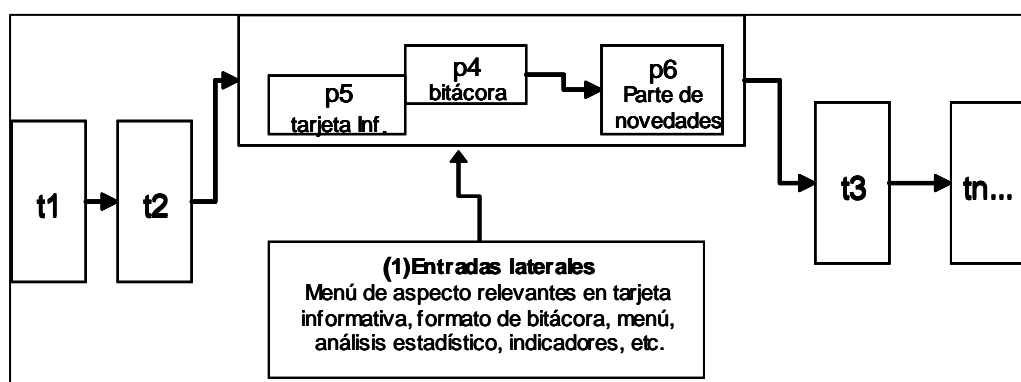 p5
tarjeta Inf.
p4
bitácora
p6
Parte de
novedades
t1
t2
t3
tn...
(1)Entradas laterales
Menú de aspecto relevantes en tarjeta
informativa, formato de bitácora, menú,
análisis estadístico, indicadores, etc.